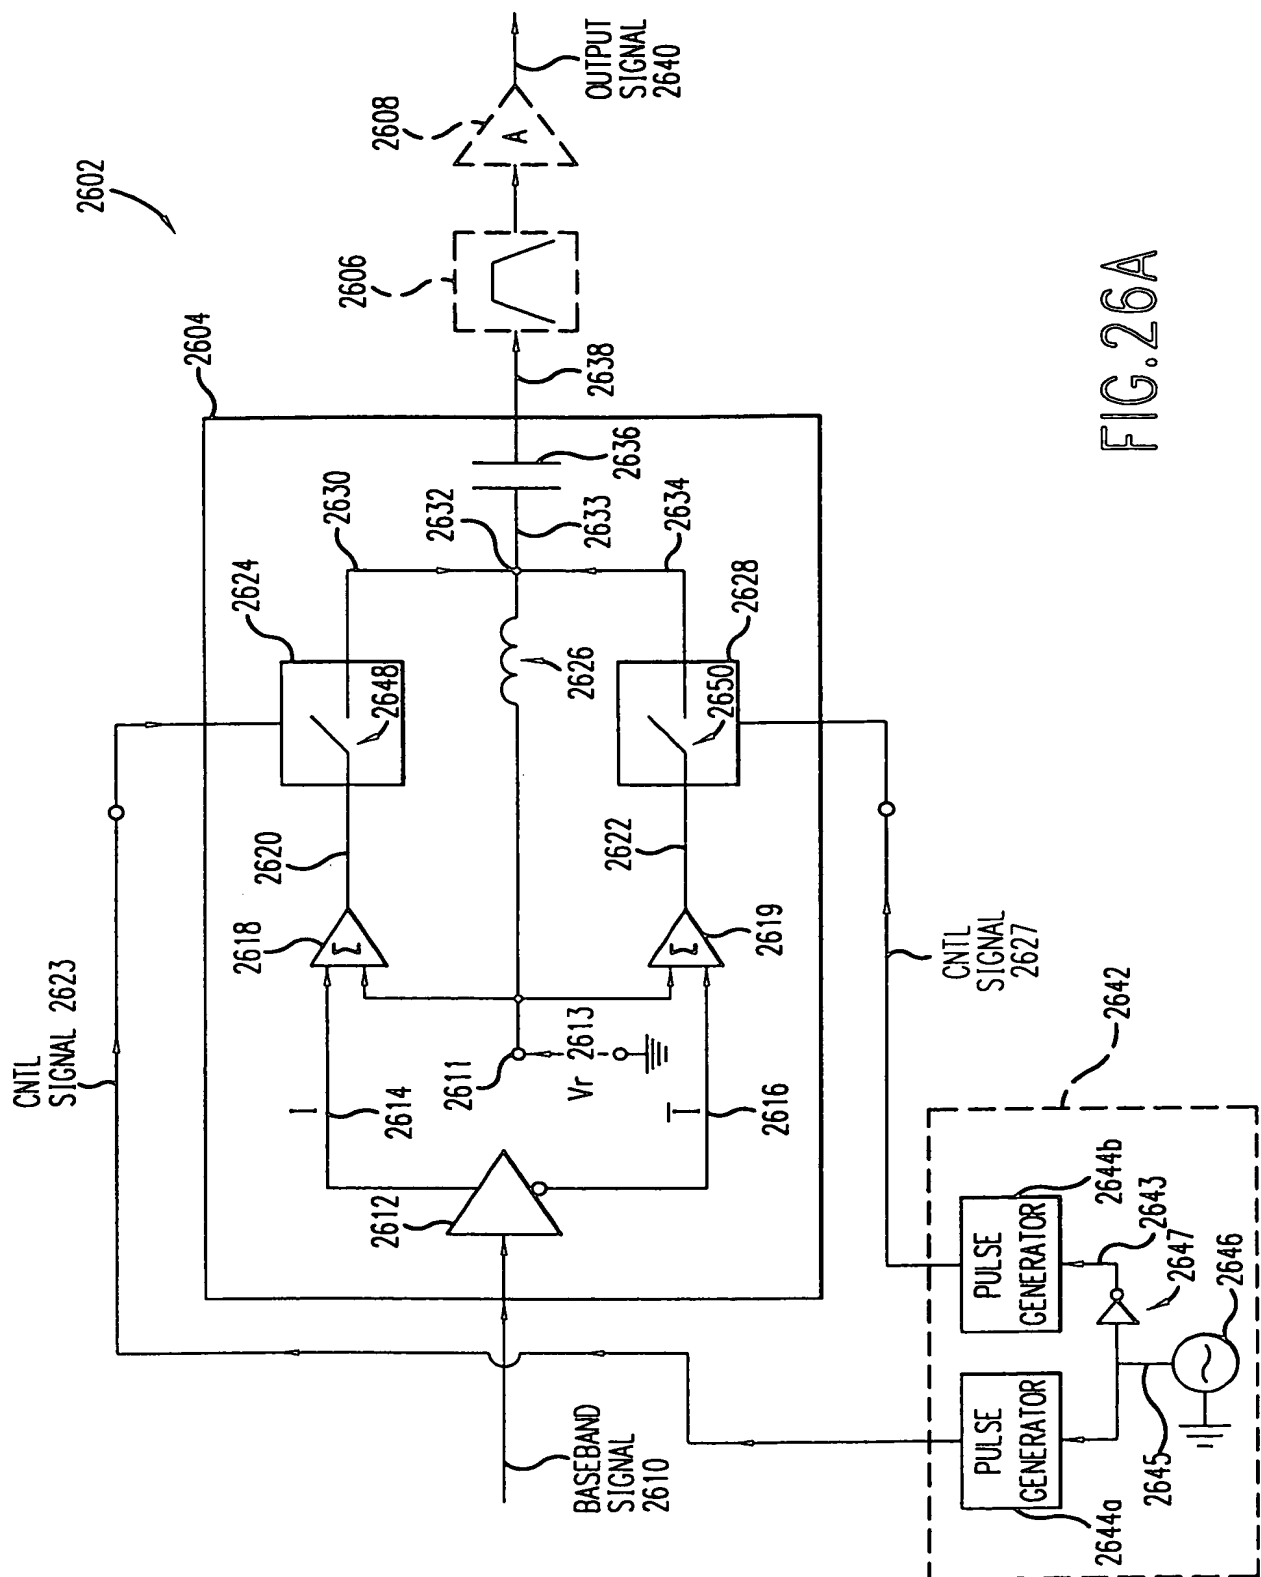 CNTL
SIGNAL 2623
2602
2604
2624
2648
2630
2632
2636
2633
2638
2606
2608
A
OUTPUT
SIGNAL
2640
2618
Σ
2620
2626
2634
I
2614
2611
Vr 2613
2612
2616
I̅
2619
Σ
2622
2628
2650
BASEBAND
SIGNAL
2610
CNTL
SIGNAL
2627
2642
PULSE
GENERATOR
2644a
PULSE
GENERATOR
2644b
2643
2645
2647
2646
FIG.26A